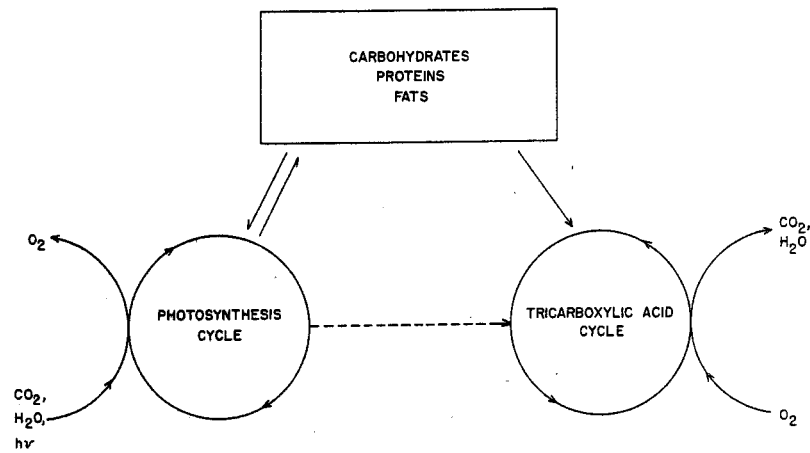 CARBOHYDRATES
PROTEINS
FATS
O₂
CO₂,
H₂O
PHOTOSYNTHESIS
CYCLE
TRICARBOXYLIC ACID
CYCLE
CO₂,
H₂O,
hν
O₂